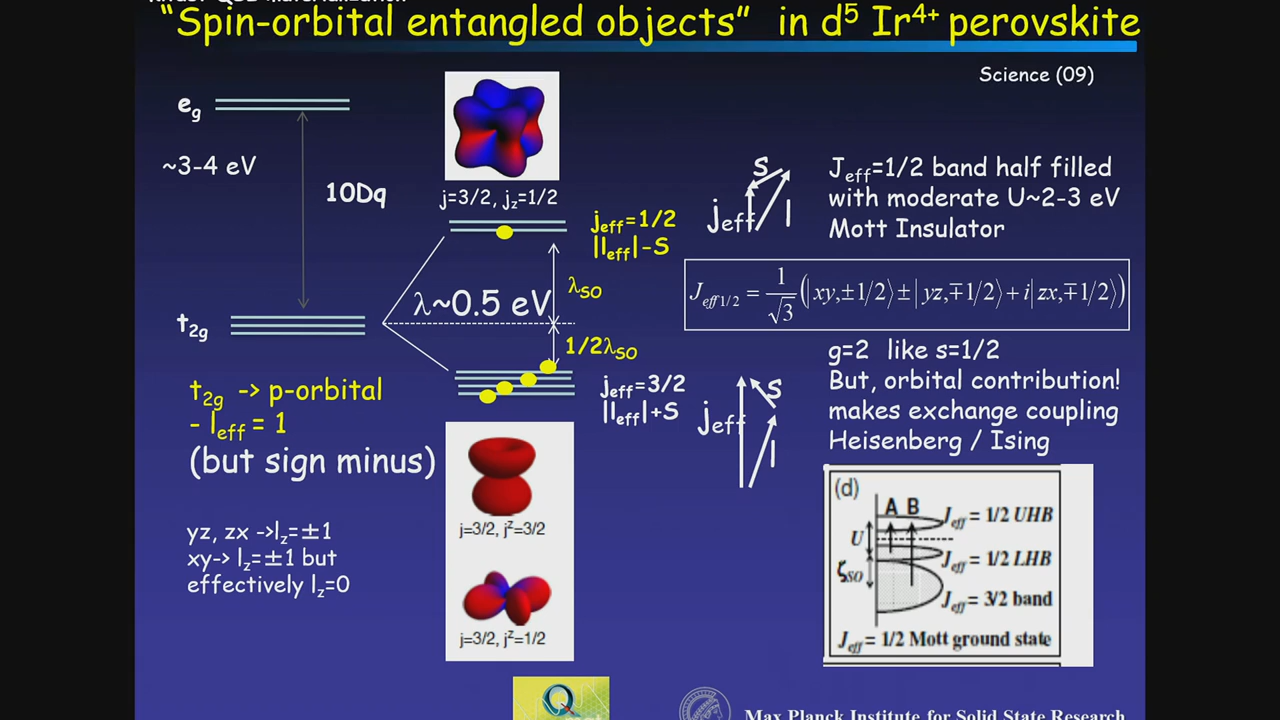 “Spin-orbital entangled objects” in d⁵ Ir⁴⁺ perovskite
Science (09)
e_g
~3-4 eV
10Dq
t_2g
t_2g -> p-orbital
- l_eff = 1
(but sign minus)
yz, zx ->l_z=±1
xy-> l_z=±1 but
effectively l_z=0
j=3/2, j_z=1/2
j_eff=1/2
|l_eff|-S
λ_SO
λ~0.5 eV
1/2λ_SO
j_eff=3/2
|l_eff|+S
j=3/2, j^z=3/2
j=3/2, j^z=1/2
S
j_eff
l
J_eff=1/2 band half filled
with moderate U~2-3 eV
Mott Insulator
J_eff1/2 = 1/√3 (|xy,±1/2⟩±|yz,∓1/2⟩+i|zx,∓1/2⟩)
g=2 like s=1/2
But, orbital contribution!
makes exchange coupling
Heisenberg / Ising
S
j_eff
l
(d)
A B
J_eff = 1/2 UHB
U
J_eff = 1/2 LHB
ζ_SO
J_eff = 3/2 band
J_eff = 1/2 Mott ground state
Q
Max Planck Institute for Solid State Research